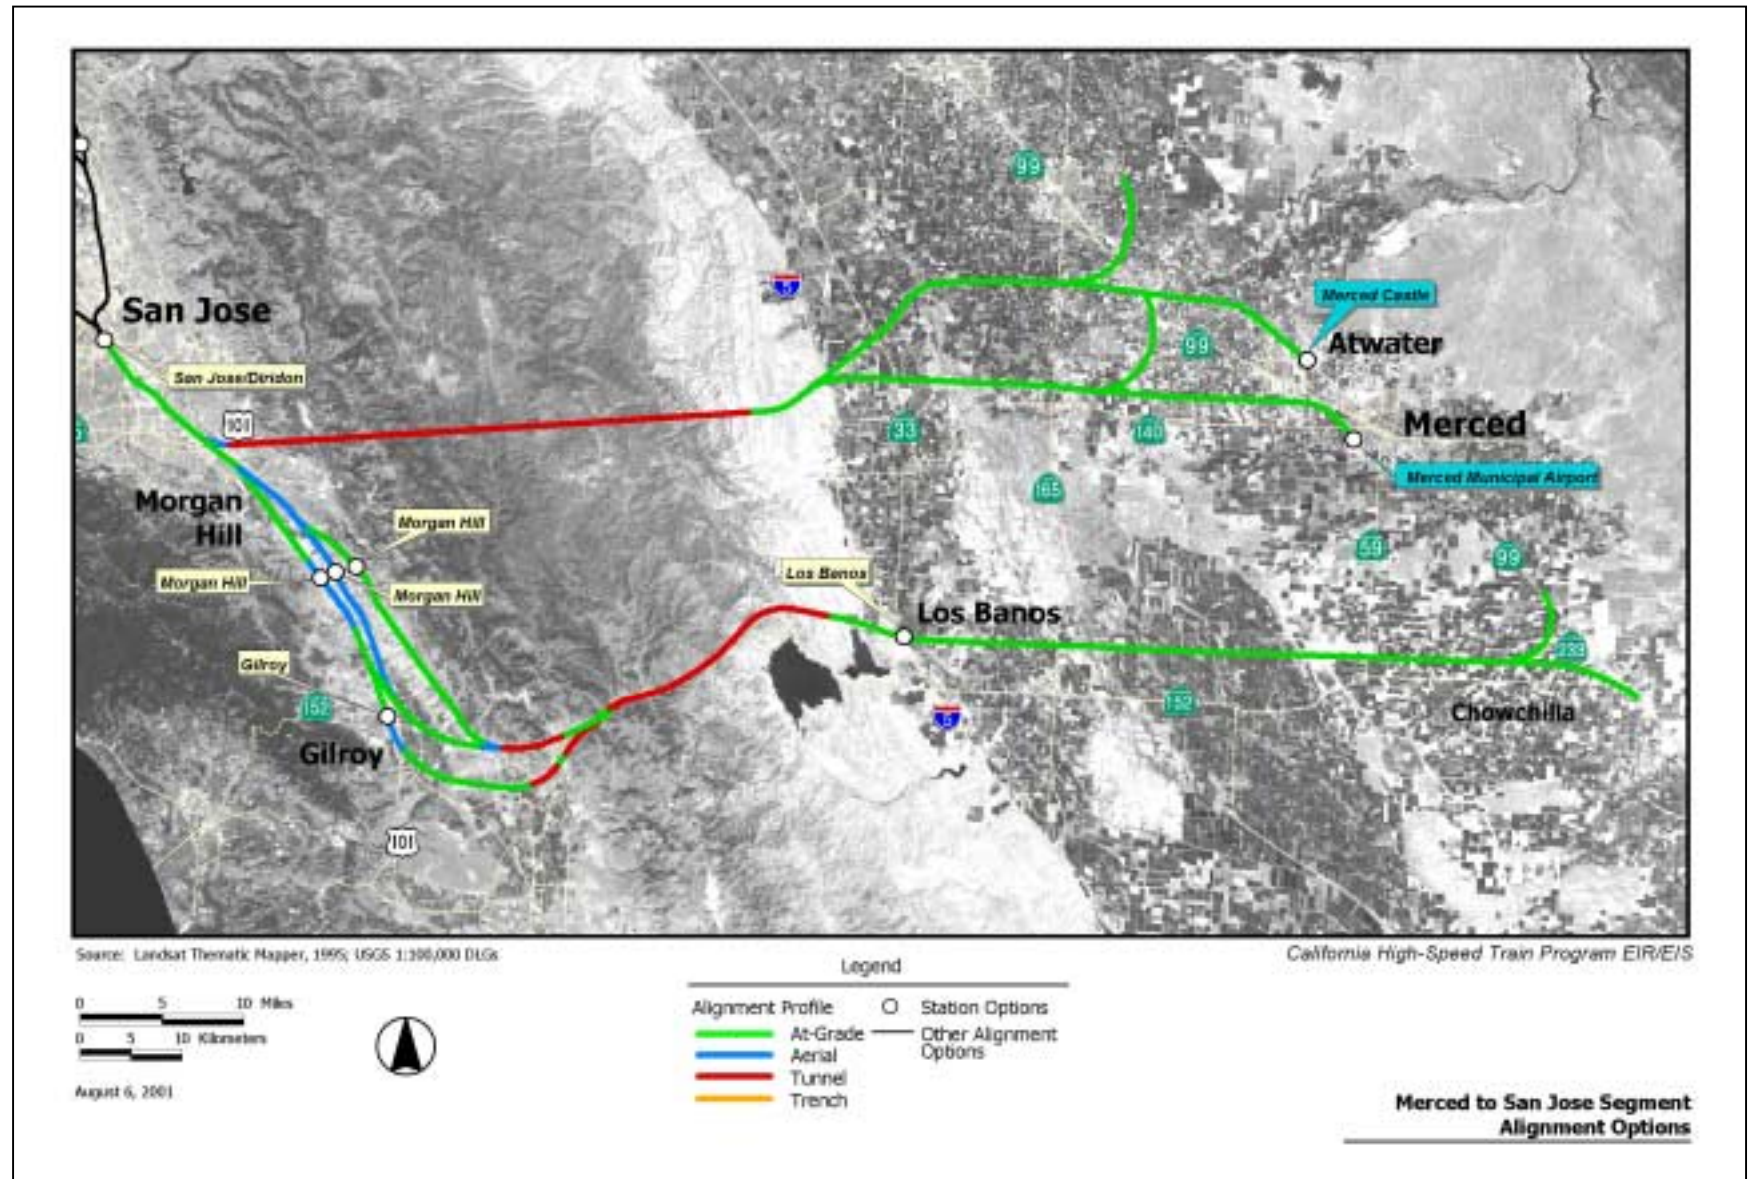 99
5
San Jose
Merced Castle
Atwater
99
San Jose/Diridon
101
33
140
Merced
Merced Municipal Airport
165
Morgan
Hill
Morgan Hill
59
99
Morgan Hill
Morgan Hill
Los Banos
Los Banos
Gilroy
152
152
5
Chowchilla
Gilroy
101
Source: Landsat Thematic Mapper, 1995; USGS 1:100,000 DLGs
California High-Speed Train Program EIR/EIS
Legend
0 5 10 Miles
0 5 10 Kilometers
Alignment Profile
Station Options
At-Grade
Other Alignment
Options
Aerial
Tunnel
Trench
August 6, 2001
Merced to San Jose Segment
Alignment Options